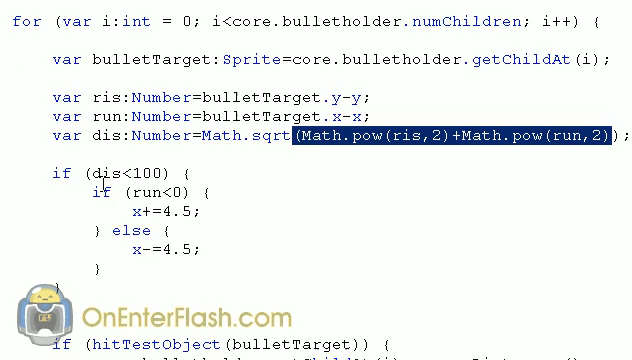 for (var i:int = 0; i<core.bulletholder.numChildren; i++) {
var bulletTarget:Sprite=core.bulletholder.getChildAt(i);
var ris:Number=bulletTarget.y-y;
var run:Number=bulletTarget.x-x;
var dis:Number=Math.sqrt(Math.pow(ris,2)+Math.pow(run,2));
if (dis<100) {
if (run<0) {
x+=4.5;
} else {
x-=4.5;
}
}
OEF
OnEnterFlash.com
if (hitTestObject(bulletTarget)) {